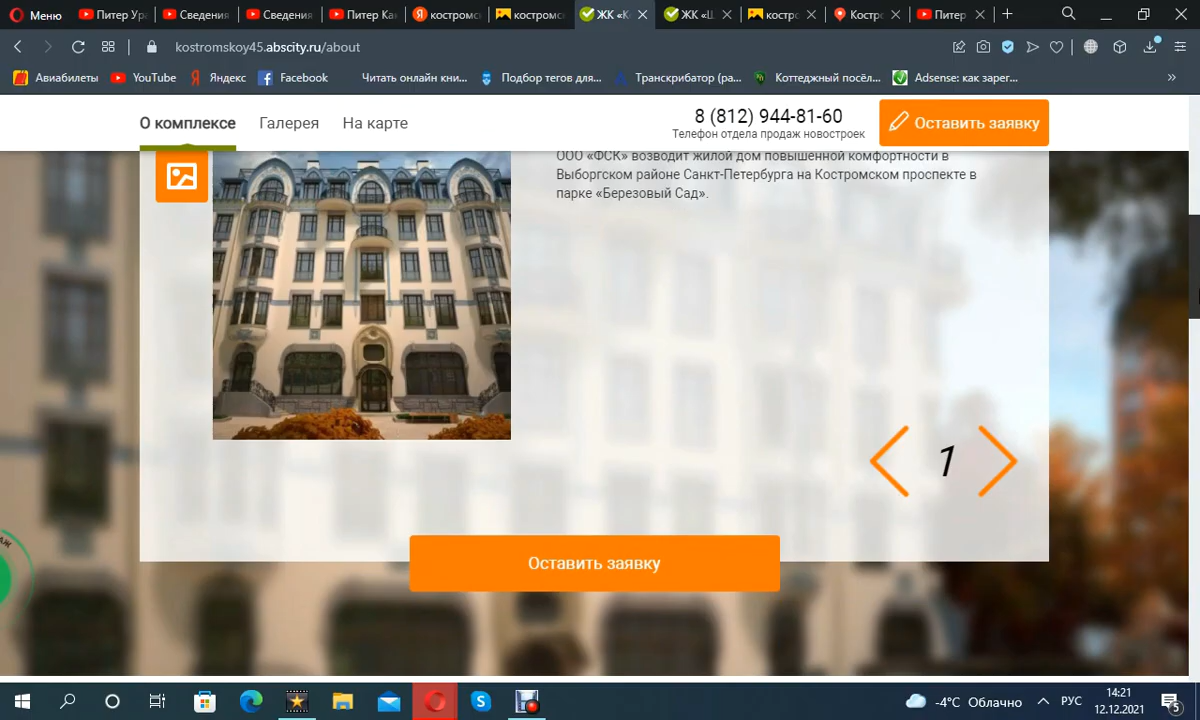 Меню
Питер Ура
Сведения
Сведения
Питер Ка
костромс
костромс
ЖК «К
ЖК «Ш
костро
Костро
Питер
kostromskoy45.abscity.ru/about
Авиабилеты
YouTube
Яндекс
Facebook
Читать онлайн кни...
Подбор тегов для...
Транскрибатор (ра...
Коттеджный посёл...
Adsense: как зарег...
О комплексе
Галерея
На карте
8 (812) 944-81-60
Телефон отдела продаж новостроек
Оставить заявку
ООО «ФСК» возводит жилой дом повышенной комфортности в
Выборгском районе Санкт-Петербурга на Костромском проспекте в
парке «Березовый Сад».
1
Оставить заявку
-4°C Облачно
РУС
14:21
12.12.2021
5